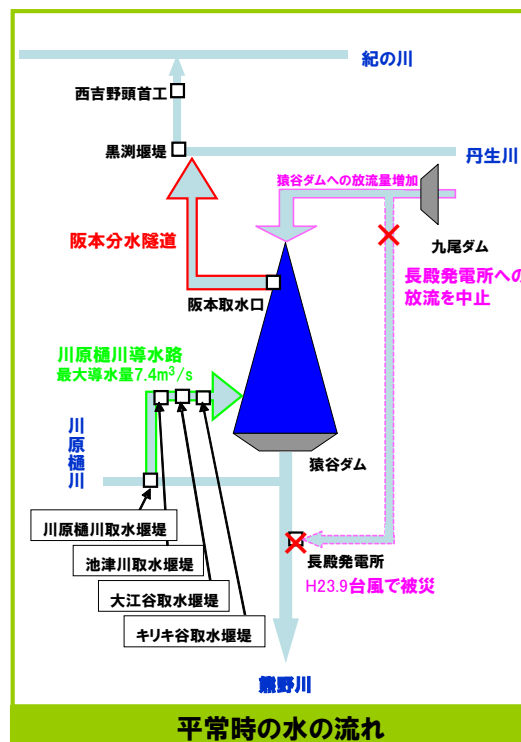 紀の川
西吉野頭首工
黒渕堰堤
丹生川
猿谷ダムへの放流量増加
九尾ダム
阪本分水隧道
長殿発電所への
放流を中止
阪本取水口
川原樋川導水路
最大導水量7.4m³/s
川原樋川
猿谷ダム
川原樋川取水堰堤
池津川取水堰堤
大江谷取水堰堤
キリキ谷取水堰堤
長殿発電所
H23.9台風で被災
熊野川
平常時の水の流れ